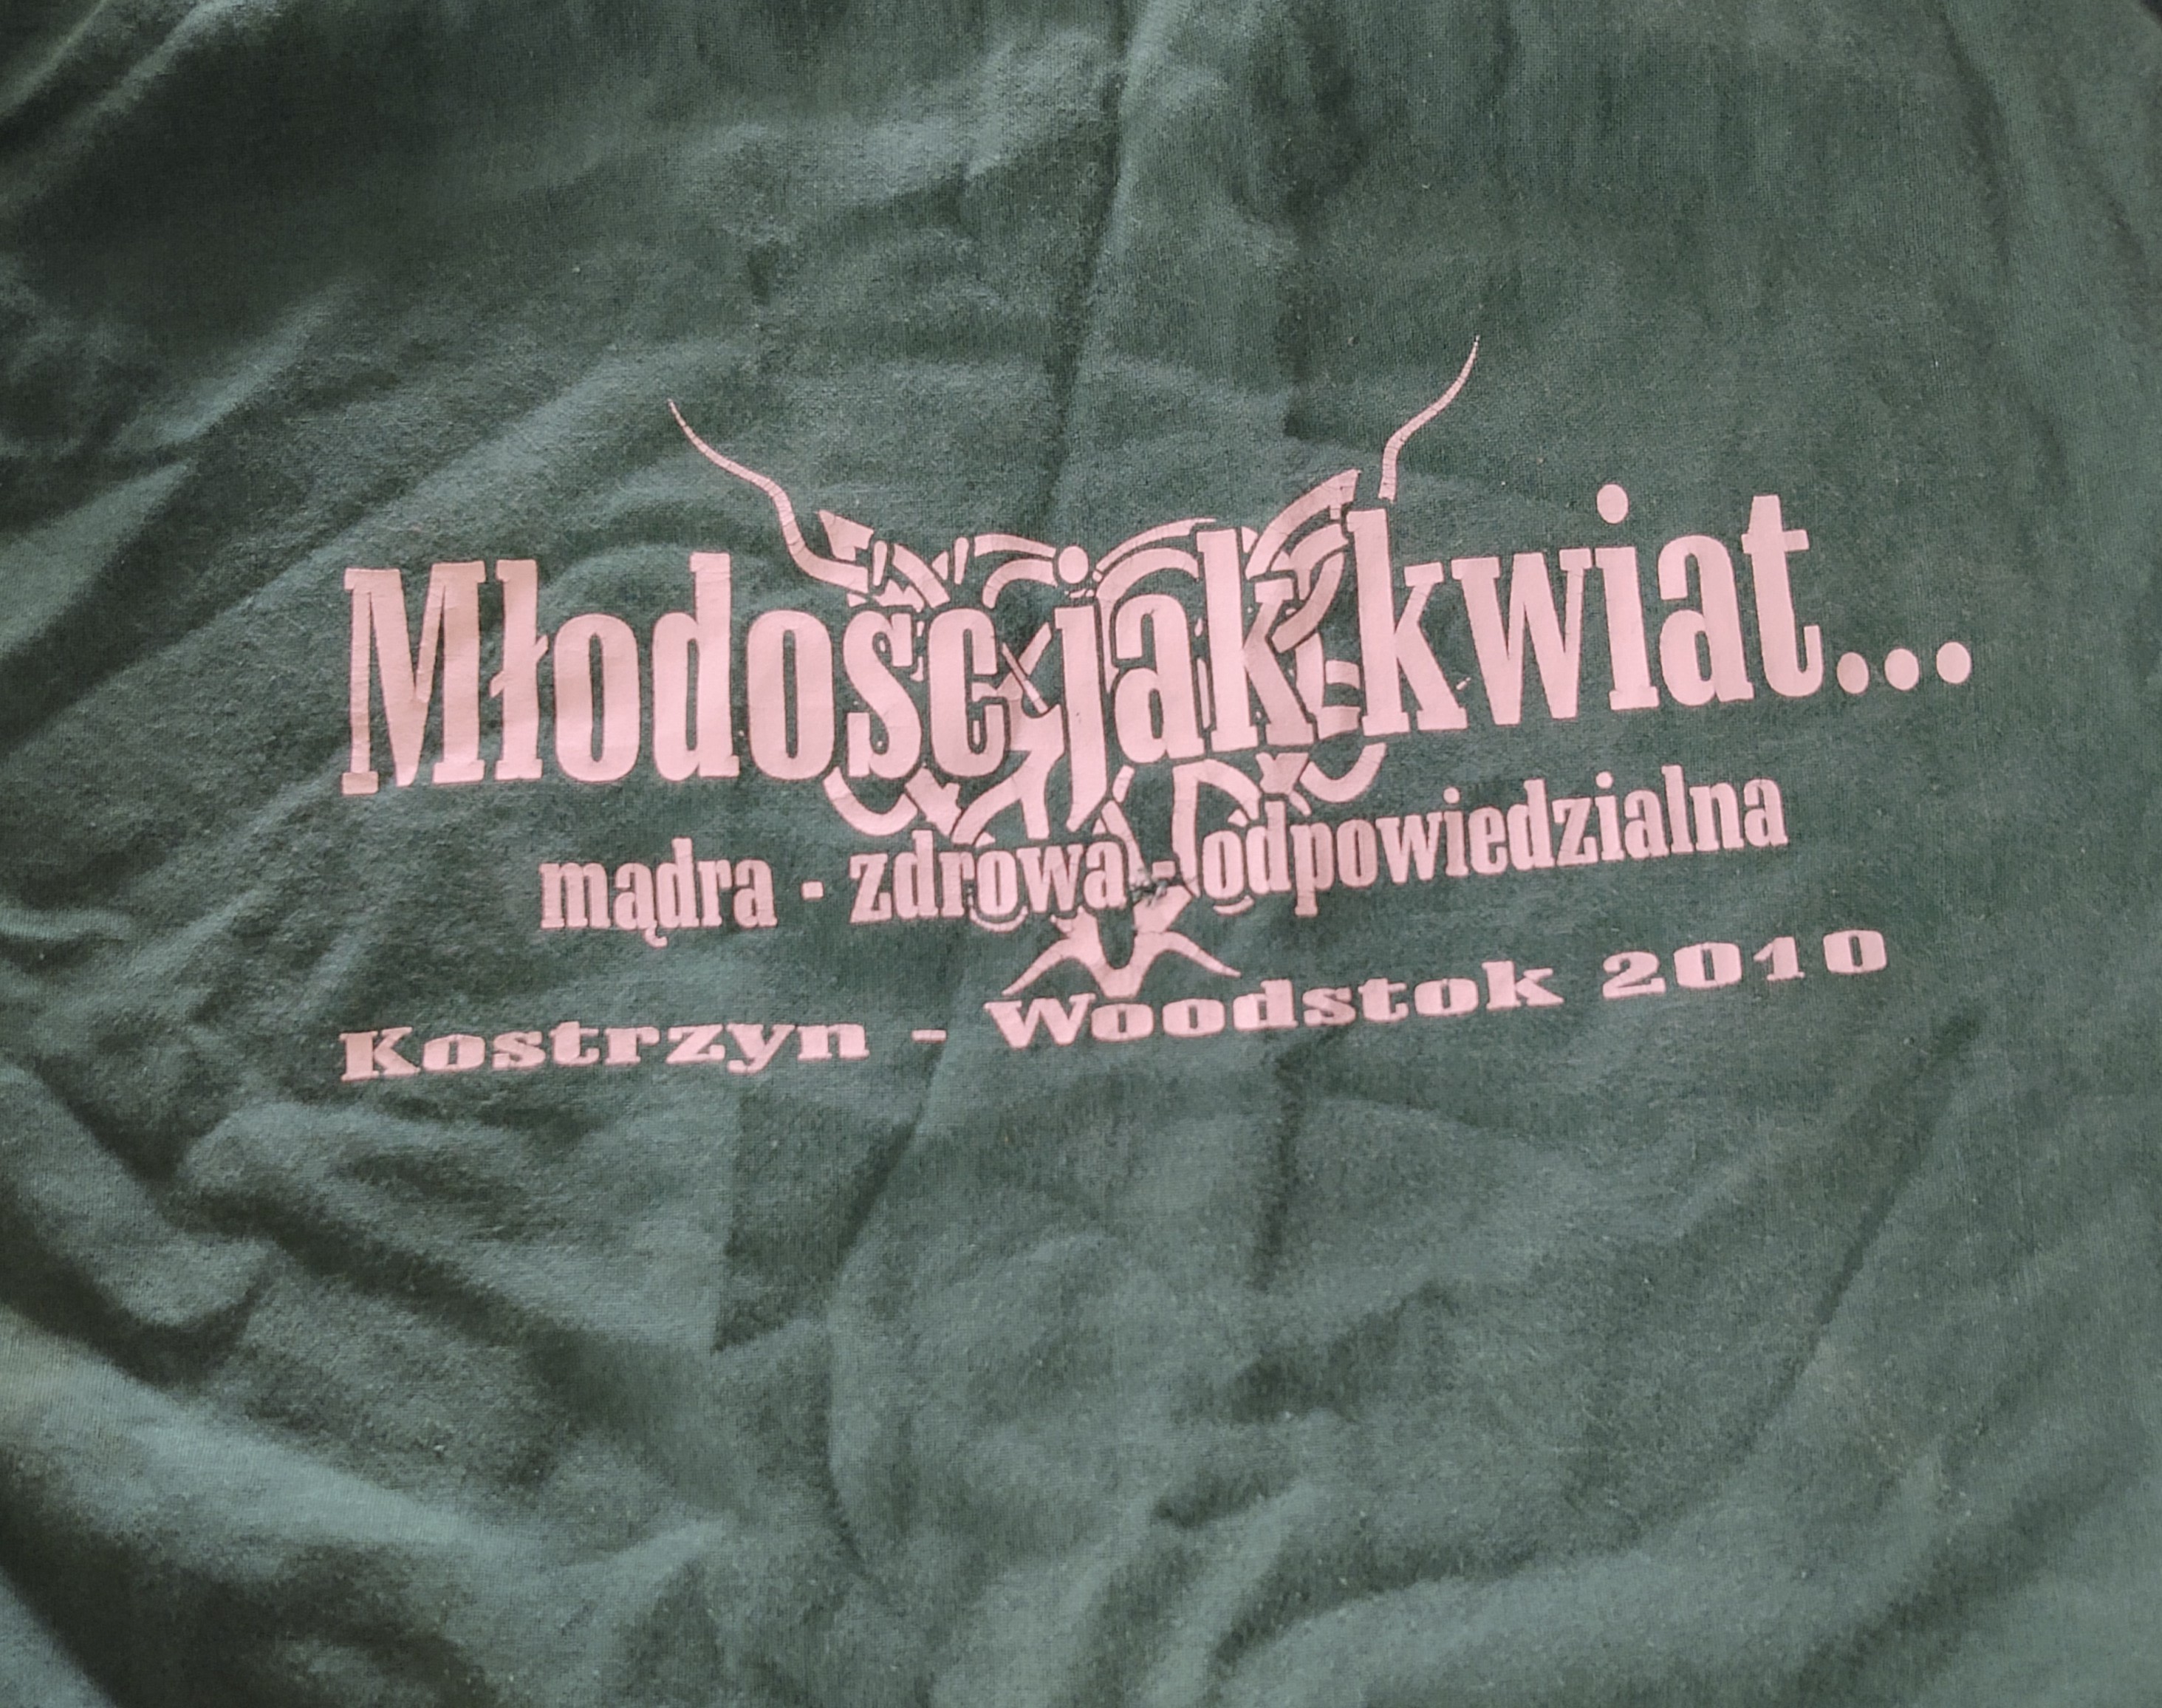 Młodość jak kwiat...
mądra - zdrowa - odpowiedzialna
Kostrzyn - Woodstok 2010